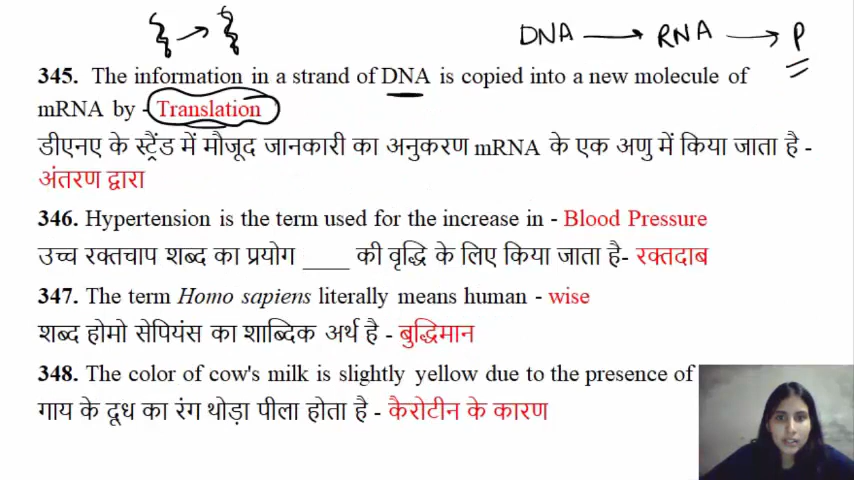 DNA → RNA → P
345. The information in a strand of DNA is copied into a new molecule of
mRNA by - Translation
डीएनए के स्ट्रैंड में मौजूद जानकारी का अनुकरण mRNA के एक अणु में किया जाता है -
अंतरण द्वारा
346. Hypertension is the term used for the increase in - Blood Pressure
उच्च रक्तचाप शब्द का प्रयोग ____ की वृद्धि के लिए किया जाता है- रक्तदाब
347. The term Homo sapiens literally means human - wise
शब्द होमो सेपियंस का शाब्दिक अर्थ है - बुद्धिमान
348. The color of cow's milk is slightly yellow due to the presence of
गाय के दूध का रंग थोड़ा पीला होता है - कैरोटीन के कारण